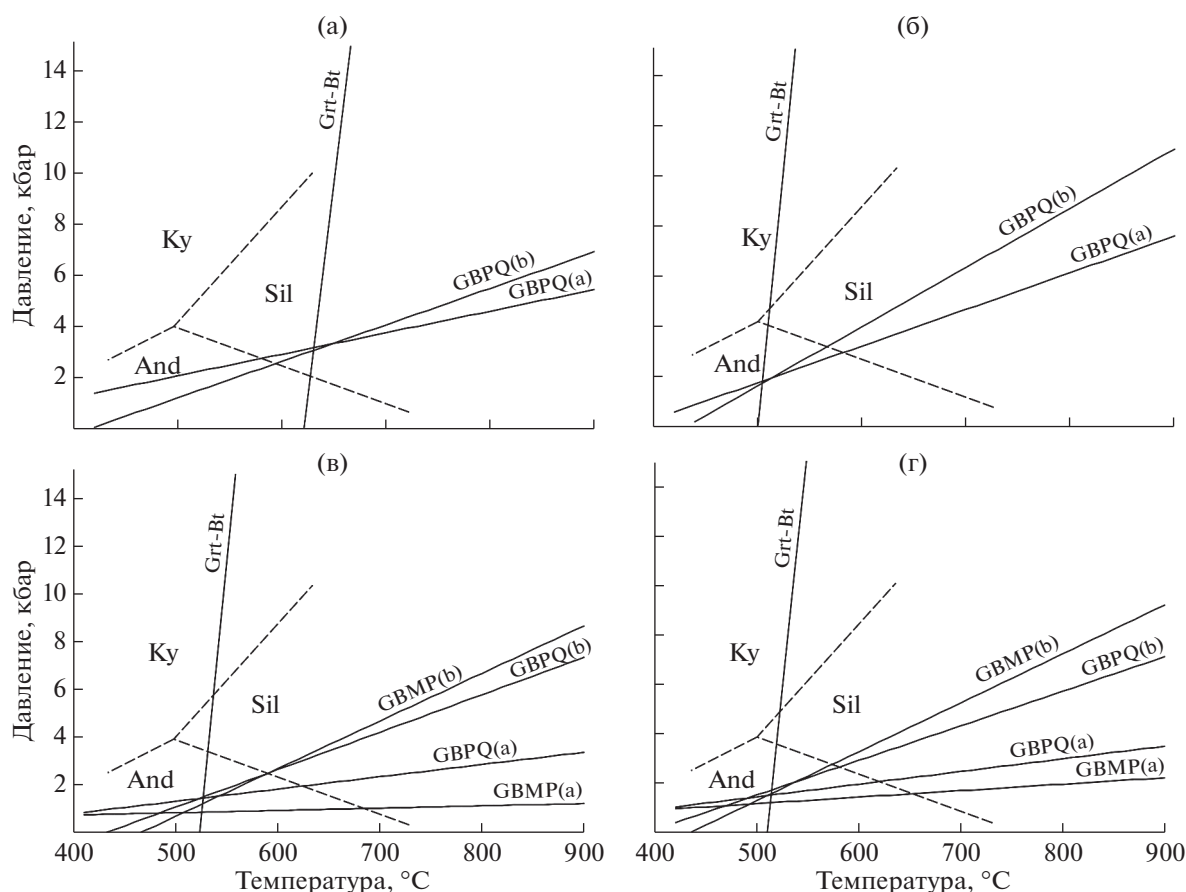 (а)
Давление, кбар
14
12
10
8
6
4
2
Grt-Bt
Ky
Sil
And
GBPQ(b)
GBPQ(a)
(б)
Grt-Bt
Ky
Sil
And
GBPQ(b)
GBPQ(a)
(в)
Давление, кбар
14
12
10
8
6
4
2
Grt-Bt
Ky
Sil
And
GBMP(b)
GBPQ(b)
GBPQ(a)
GBMP(a)
400 500 600 700 800 900
Температура, °C
(г)
Grt-Bt
Ky
Sil
And
GBMP(b)
GBPQ(b)
GBPQ(a)
GBMP(a)
400 500 600 700 800 900
Температура, °C